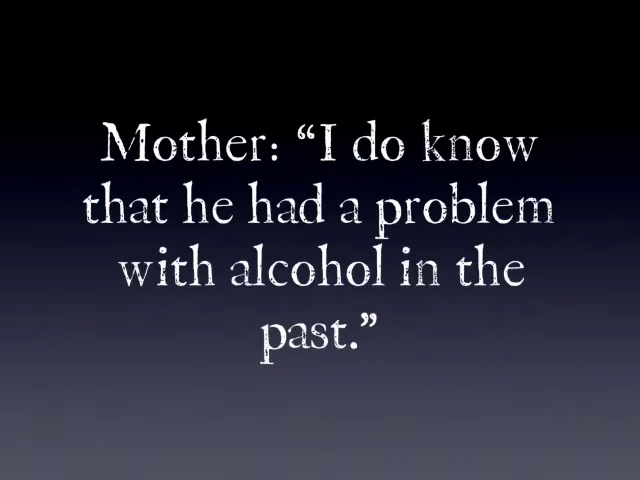 Mother: “I do know
that he had a problem
with alcohol in the
past.”